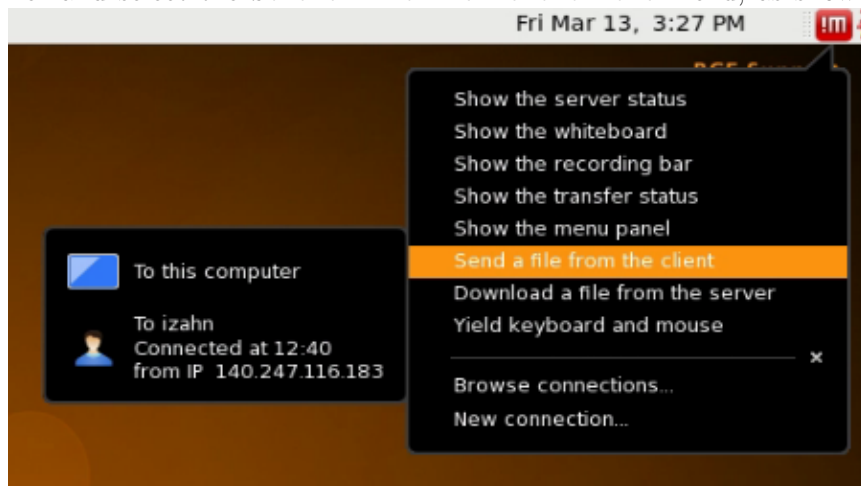 Fri Mar 13, 3:27 PM
!M
Show the server status
Show the whiteboard
Show the recording bar
Show the transfer status
Show the menu panel
Send a file from the client
Download a file from the server
Yield keyboard and mouse
Browse connections...
New connection...
To this computer
To izahn
Connected at 12:40
from IP 140.247.116.183